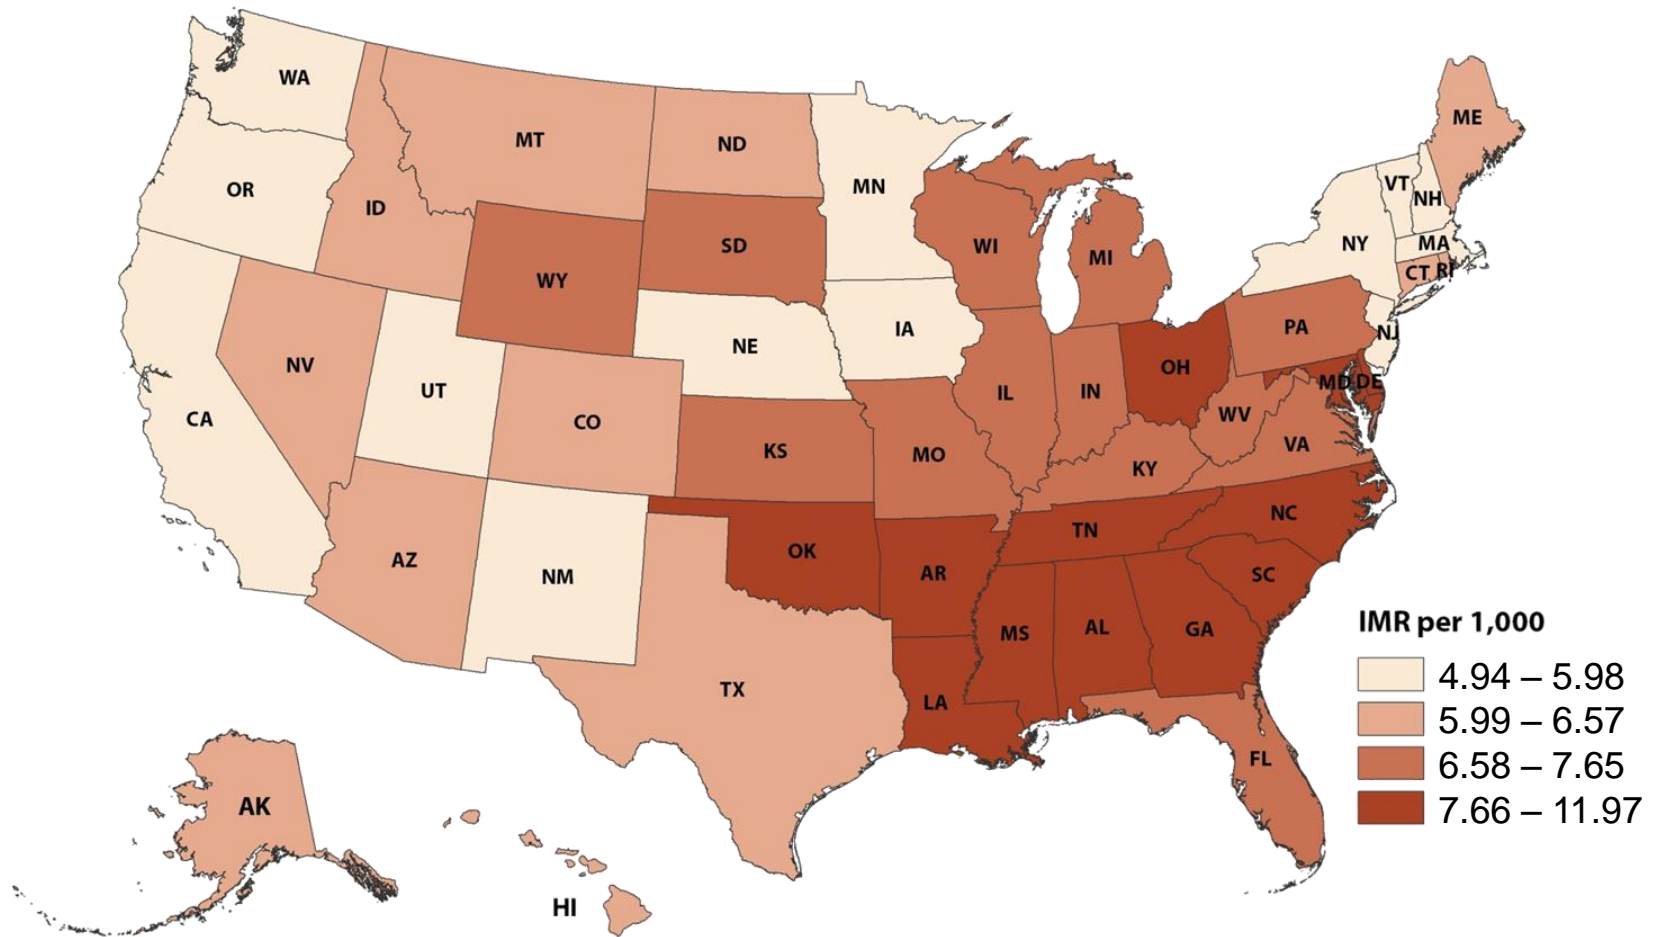 WA
MT
ND
ME
OR
ID
MN
VT
NH
SD
WI
MI
NY
MA
WY
CT RI
IA
PA
NJ
NE
NV
UT
OH
MD DE
CO
IL
IN
CA
WV
KS
MO
VA
KY
NC
TN
OK
AZ
NM
AR
SC
MS
AL
GA
TX
LA
FL
AK
HI
IMR per 1,000
4.94 – 5.98
5.99 – 6.57
6.58 – 7.65
7.66 – 11.97